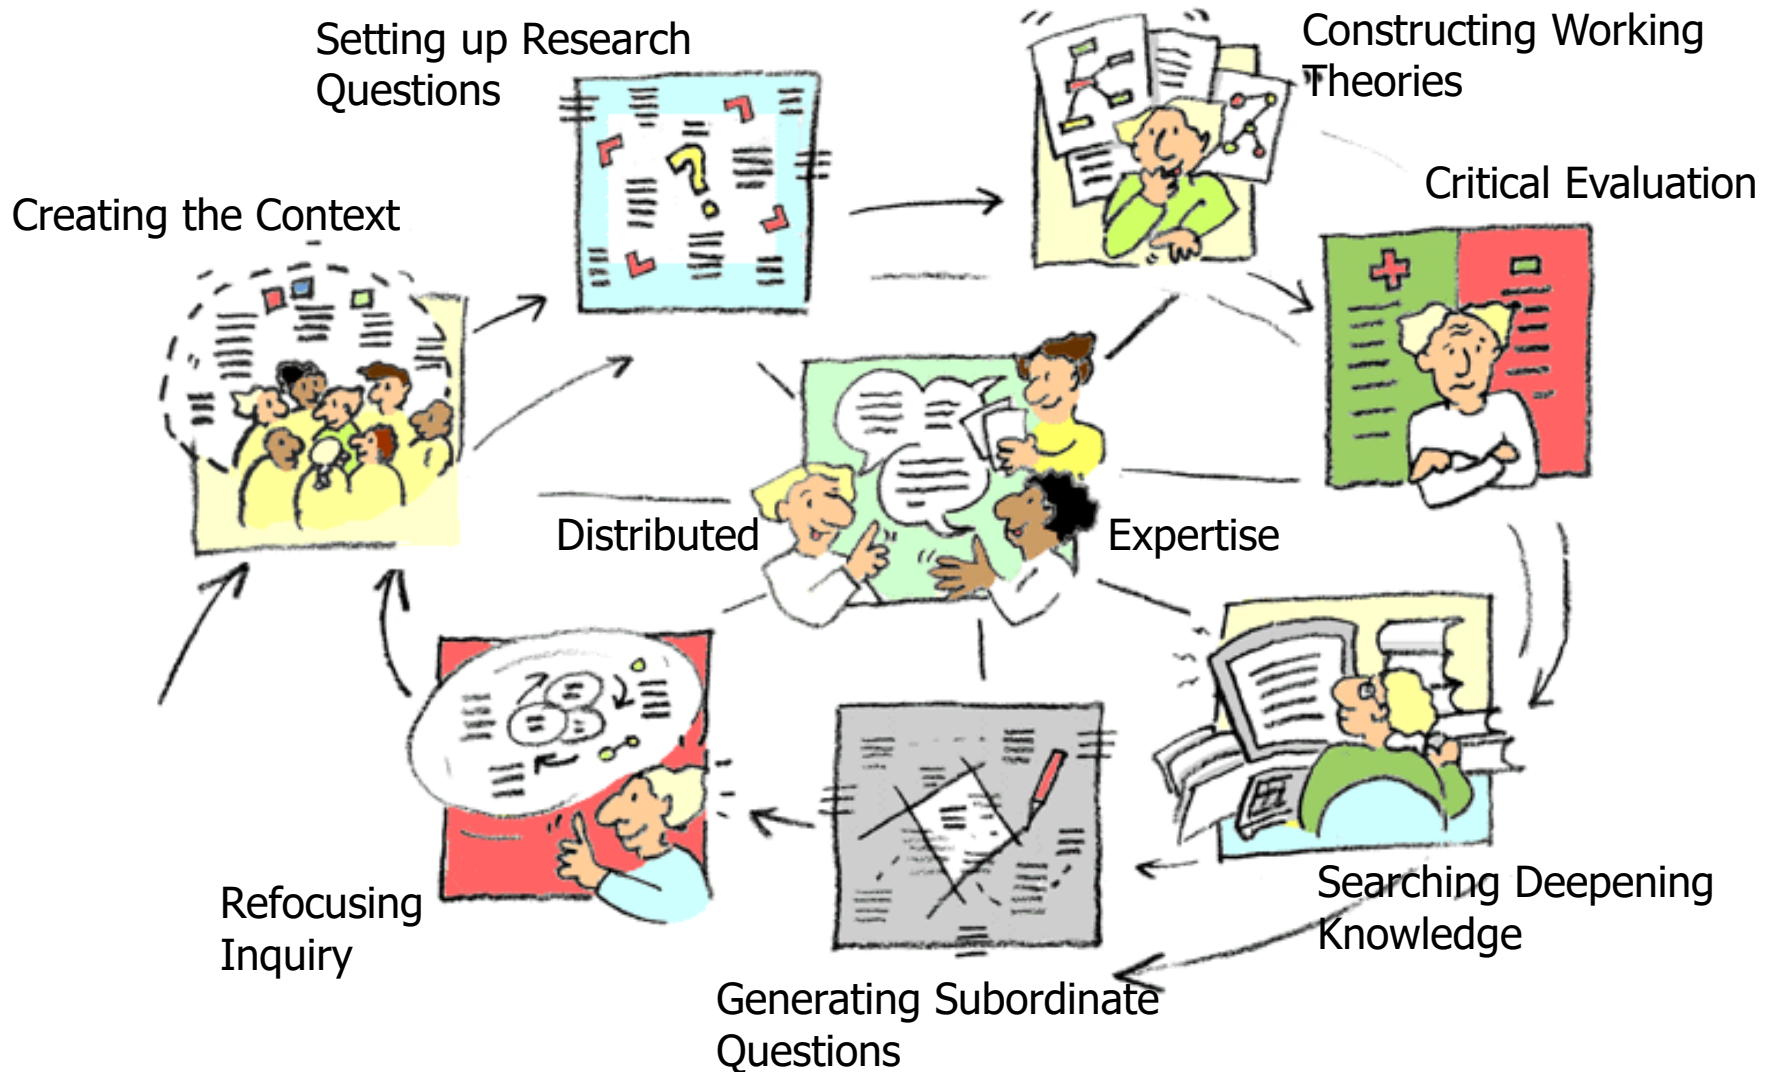 Setting up Research
Questions
Constructing Working
Theories
Critical Evaluation
Creating the Context
Distributed
Expertise
Searching Deepening
Knowledge
Refocusing
Inquiry
Generating Subordinate
Questions